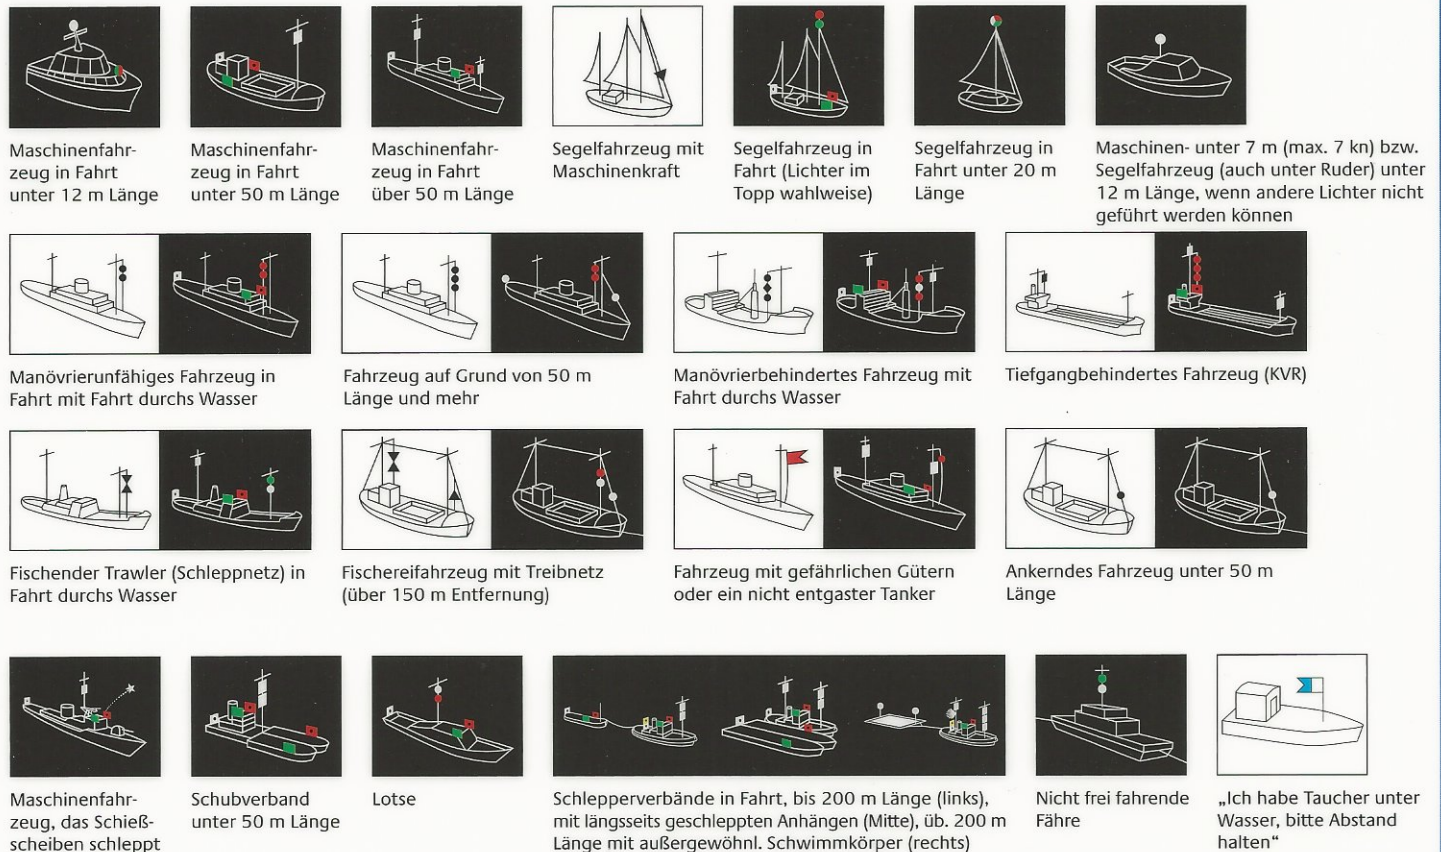 Maschinenfahr-
zeug in Fahrt
unter 12 m Länge
Maschinenfahr-
zeug in Fahrt
unter 50 m Länge
Maschinenfahr-
zeug in Fahrt
über 50 m Länge
Segelfahrzeug mit
Maschinenkraft
Segelfahrzeug in
Fahrt (Lichter im
Topp wahlweise)
Segelfahrzeug in
Fahrt unter 20 m
Länge
Maschinen- unter 7 m (max. 7 kn) bzw.
Segelfahrzeug (auch unter Ruder) unter
12 m Länge, wenn andere Lichter nicht
geführt werden können
Manövrierunfähiges Fahrzeug in
Fahrt mit Fahrt durchs Wasser
Fahrzeug auf Grund von 50 m
Länge und mehr
Manövrierbehindertes Fahrzeug mit
Fahrt durchs Wasser
Tiefgangbehindertes Fahrzeug (KVR)
Fischender Trawler (Schleppnetz) in
Fahrt durchs Wasser
Fischereifahrzeug mit Treibnetz
(über 150 m Entfernung)
Fahrzeug mit gefährlichen Gütern
oder ein nicht entgaster Tanker
Ankerndes Fahrzeug unter 50 m
Länge
Maschinenfahr-
zeug, das Schieß-
scheiben schleppt
Schubverband
unter 50 m Länge
Lotse
Schlepperverbände in Fahrt, bis 200 m Länge (links),
mit längsseits geschleppten Anhängen (Mitte), üb. 200 m
Länge mit außergewöhnl. Schwimmkörper (rechts)
Nicht frei fahrende
Fähre
„Ich habe Taucher unter
Wasser, bitte Abstand
halten“